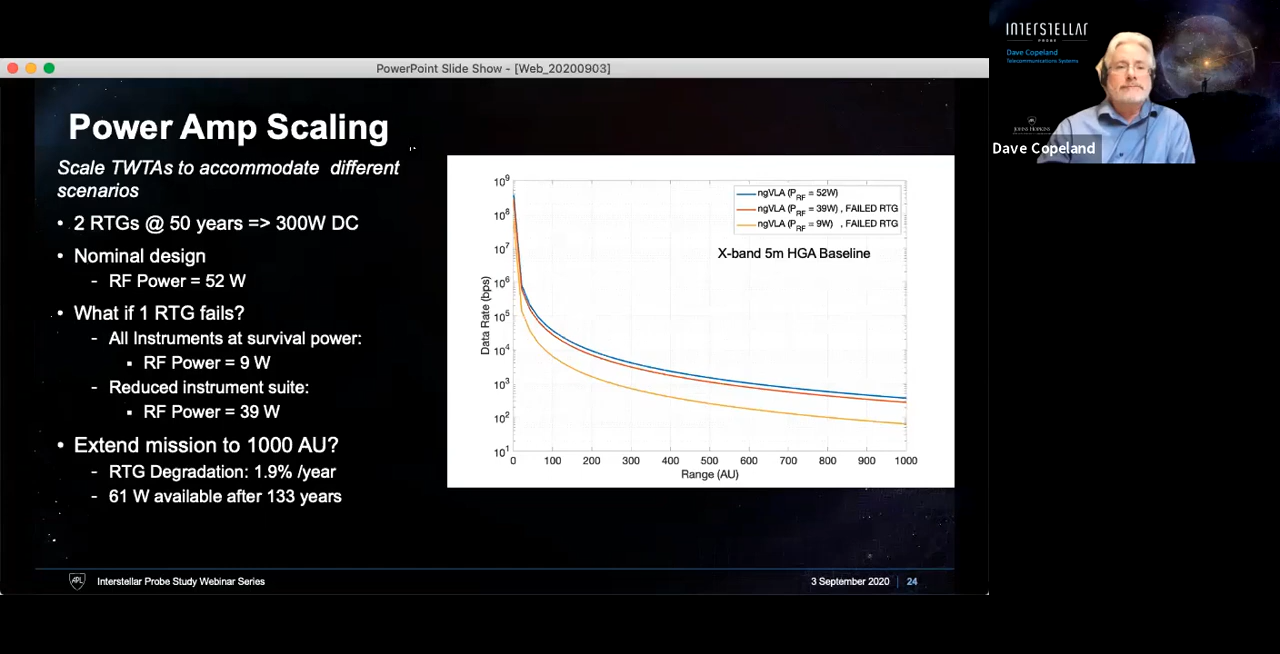 PowerPoint Slide Show - [Web_20200903]
Power Amp Scaling
Scale TWTAs to accommodate different
scenarios
• 2 RTGs @ 50 years => 300W DC
• Nominal design
- RF Power = 52 W
• What if 1 RTG fails?
- All Instruments at survival power:
▪ RF Power = 9 W
- Reduced instrument suite:
▪ RF Power = 39 W
• Extend mission to 1000 AU?
- RTG Degradation: 1.9% /year
- 61 W available after 133 years
ngVLA (P_RF = 52W)
ngVLA (P_RF = 39W) , FAILED RTG
ngVLA (P_RF = 9W) , FAILED RTG
X-band 5m HGA Baseline
Data Rate (bps)
10^9
10^8
10^7
10^6
10^5
10^4
10^3
10^2
10^1
0 100 200 300 400 500 600 700 800 900 1000
Range (AU)
APL
Interstellar Probe Study Webinar Series
3 September 2020 | 24
INTERSTELLAR
PROBE
Dave Copeland
Telecommunications Systems
JOHNS HOPKINS
Dave Copeland